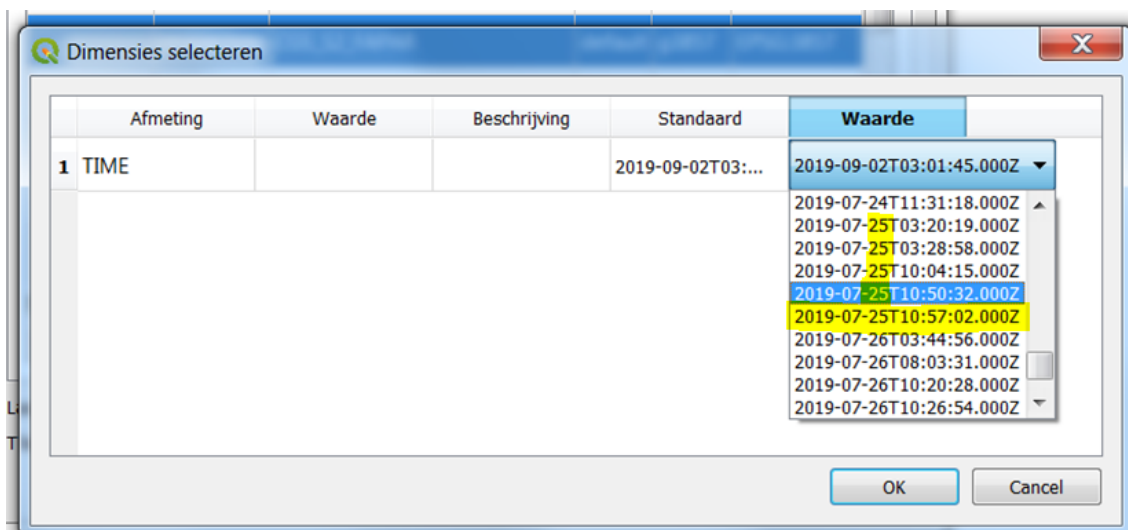 Dimensies selecteren
Afmeting Waarde Beschrijving Standaard Waarde
1 TIME 2019-09-02T03:... 2019-09-02T03:01:45.000Z
2019-07-24T11:31:18.000Z
2019-07-25T03:20:19.000Z
2019-07-25T03:28:58.000Z
2019-07-25T10:04:15.000Z
2019-07-25T10:50:32.000Z
2019-07-25T10:57:02.000Z
2019-07-26T03:44:56.000Z
2019-07-26T08:03:31.000Z
2019-07-26T10:20:28.000Z
2019-07-26T10:26:54.000Z
OK Cancel